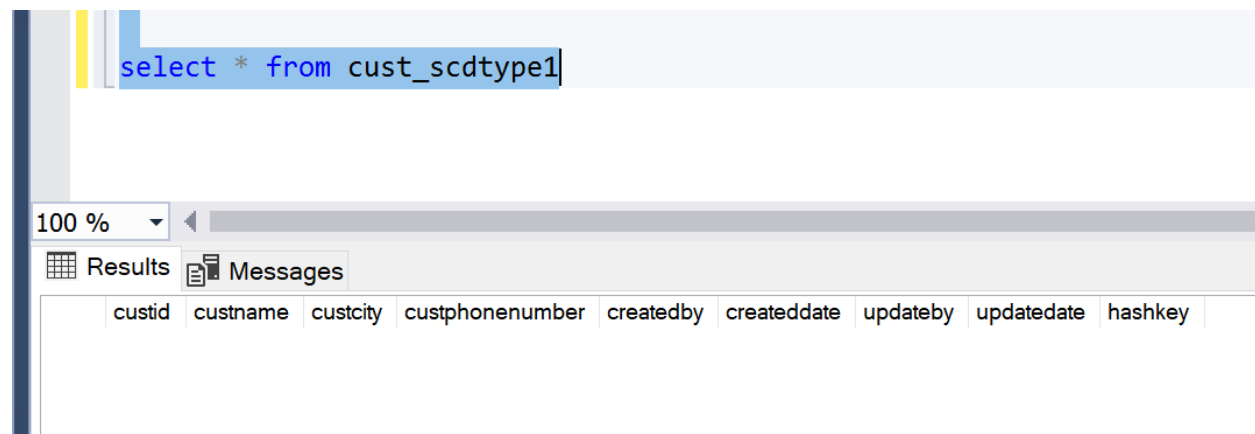 select * from cust_scdtype1
100 %
Results Messages
custid custname custcity custphonenumber createdby createddate updateby updatedate hashkey